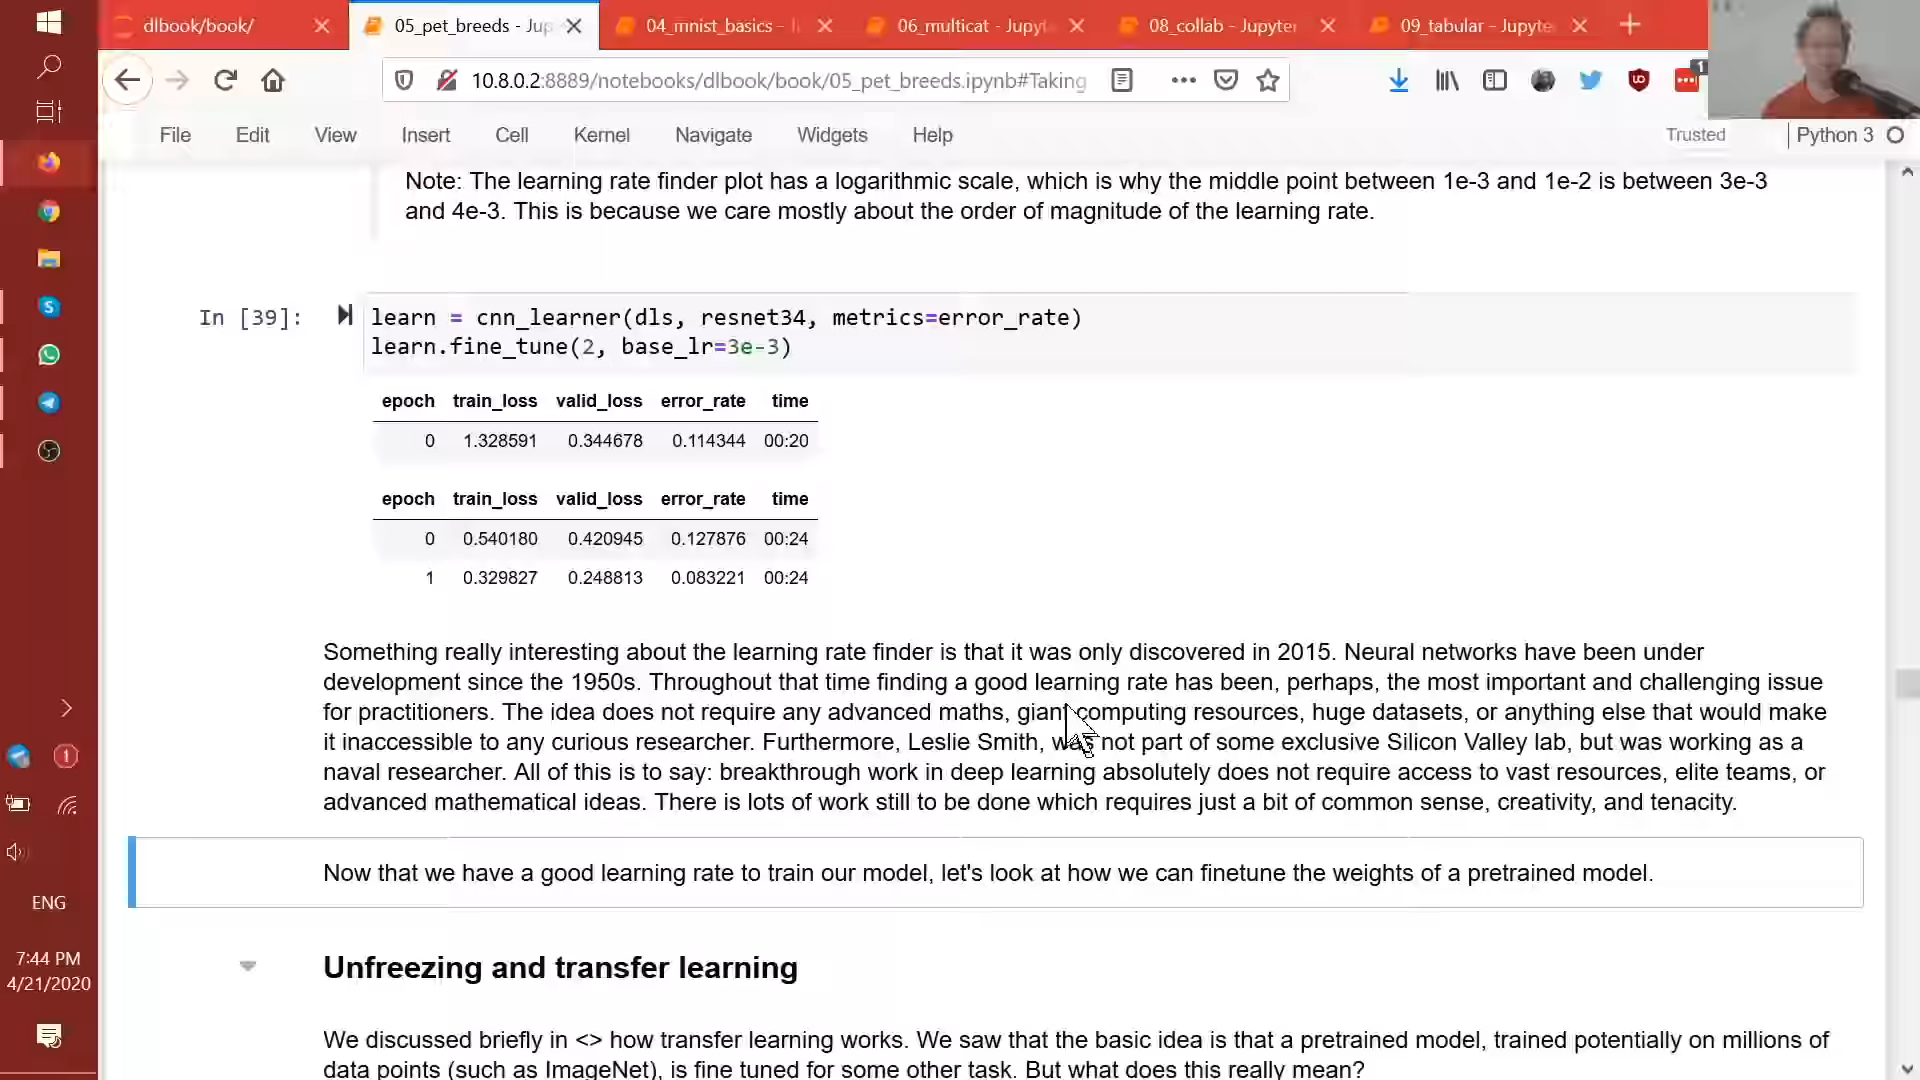 dlbook/book/
05_pet_breeds - Jup
04_mnist_basics - 
06_multicat - Jupyt
08_collab - Jupyter
09_tabular - Jupyte
10.8.0.2:8889/notebooks/dlbook/book/05_pet_breeds.ipynb#Taking
1
File Edit View Insert Cell Kernel Navigate Widgets Help Trusted Python 3
Note: The learning rate finder plot has a logarithmic scale, which is why the middle point between 1e-3 and 1e-2 is between 3e-3
and 4e-3. This is because we care mostly about the order of magnitude of the learning rate.
In [39]: learn = cnn_learner(dls, resnet34, metrics=error_rate)
learn.fine_tune(2, base_lr=3e-3)
epoch train_loss valid_loss error_rate time
0 1.328591 0.344678 0.114344 00:20
epoch train_loss valid_loss error_rate time
0 0.540180 0.420945 0.127876 00:24
1 0.329827 0.248813 0.083221 00:24
Something really interesting about the learning rate finder is that it was only discovered in 2015. Neural networks have been under
development since the 1950s. Throughout that time finding a good learning rate has been, perhaps, the most important and challenging issue
for practitioners. The idea does not require any advanced maths, giant computing resources, huge datasets, or anything else that would make
it inaccessible to any curious researcher. Furthermore, Leslie Smith, was not part of some exclusive Silicon Valley lab, but was working as a
naval researcher. All of this is to say: breakthrough work in deep learning absolutely does not require access to vast resources, elite teams, or
advanced mathematical ideas. There is lots of work still to be done which requires just a bit of common sense, creativity, and tenacity.
Now that we have a good learning rate to train our model, let's look at how we can finetune the weights of a pretrained model.
Unfreezing and transfer learning
We discussed briefly in <> how transfer learning works. We saw that the basic idea is that a pretrained model, trained potentially on millions of
data points (such as ImageNet), is fine tuned for some other task. But what does this really mean?
1
ENG
7:44 PM
4/21/2020